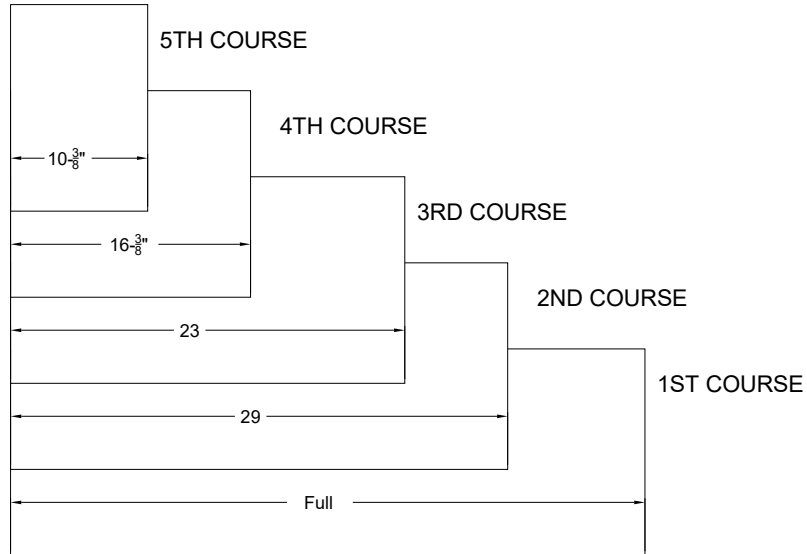 5TH COURSE
4TH COURSE
10-3/8"
3RD COURSE
16-3/8"
2ND COURSE
23
1ST COURSE
29
Full